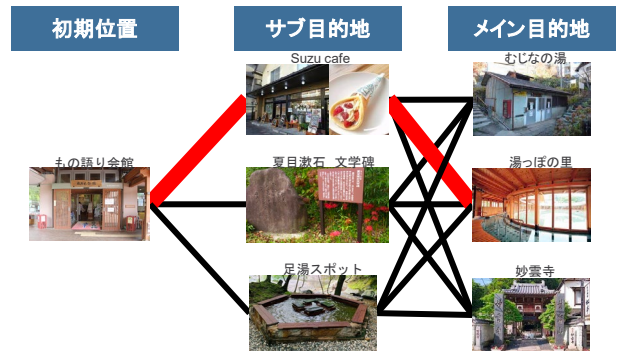 初期位置
サブ目的地
メイン目的地
Suzu cafe
むじなの湯
もの語り会館
夏目漱石 文学碑
湯っぽの里
足湯スポット
妙雲寺